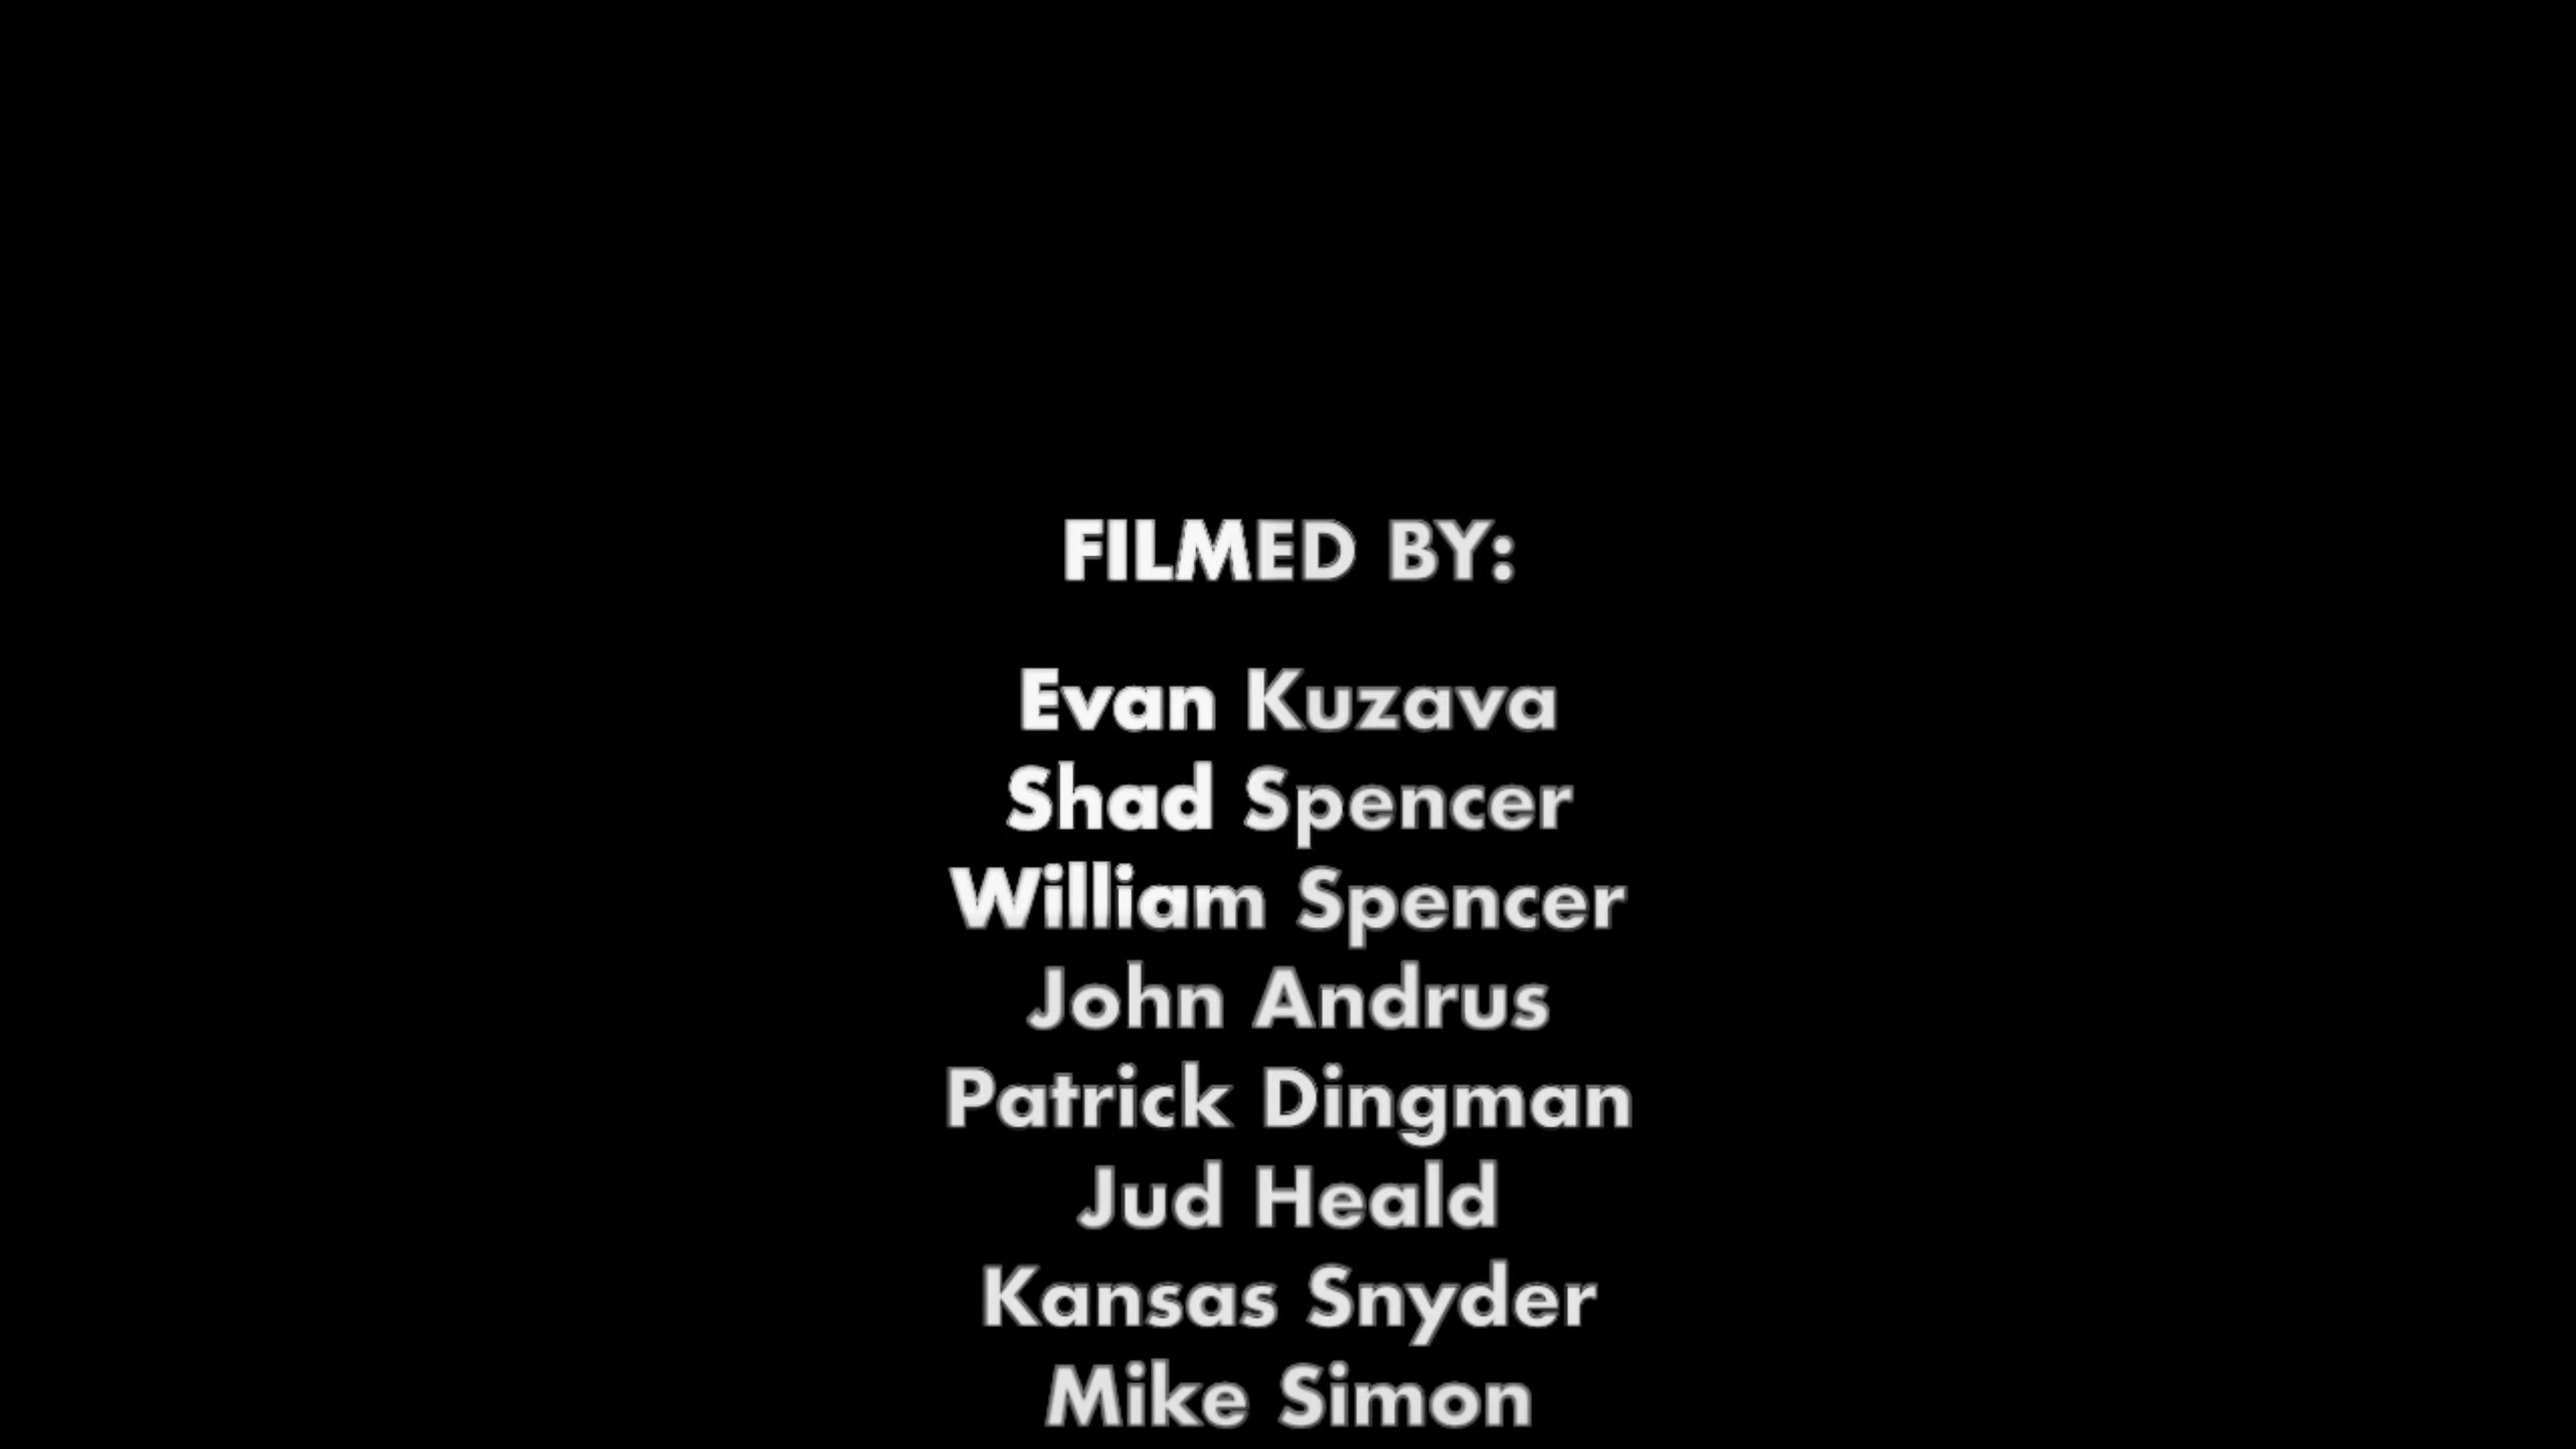 FILMED BY:
Evan Kuzava
Shad Spencer
William Spencer
John Andrus
Patrick Dingman
Jud Heald
Kansas Snyder
Mike Simon